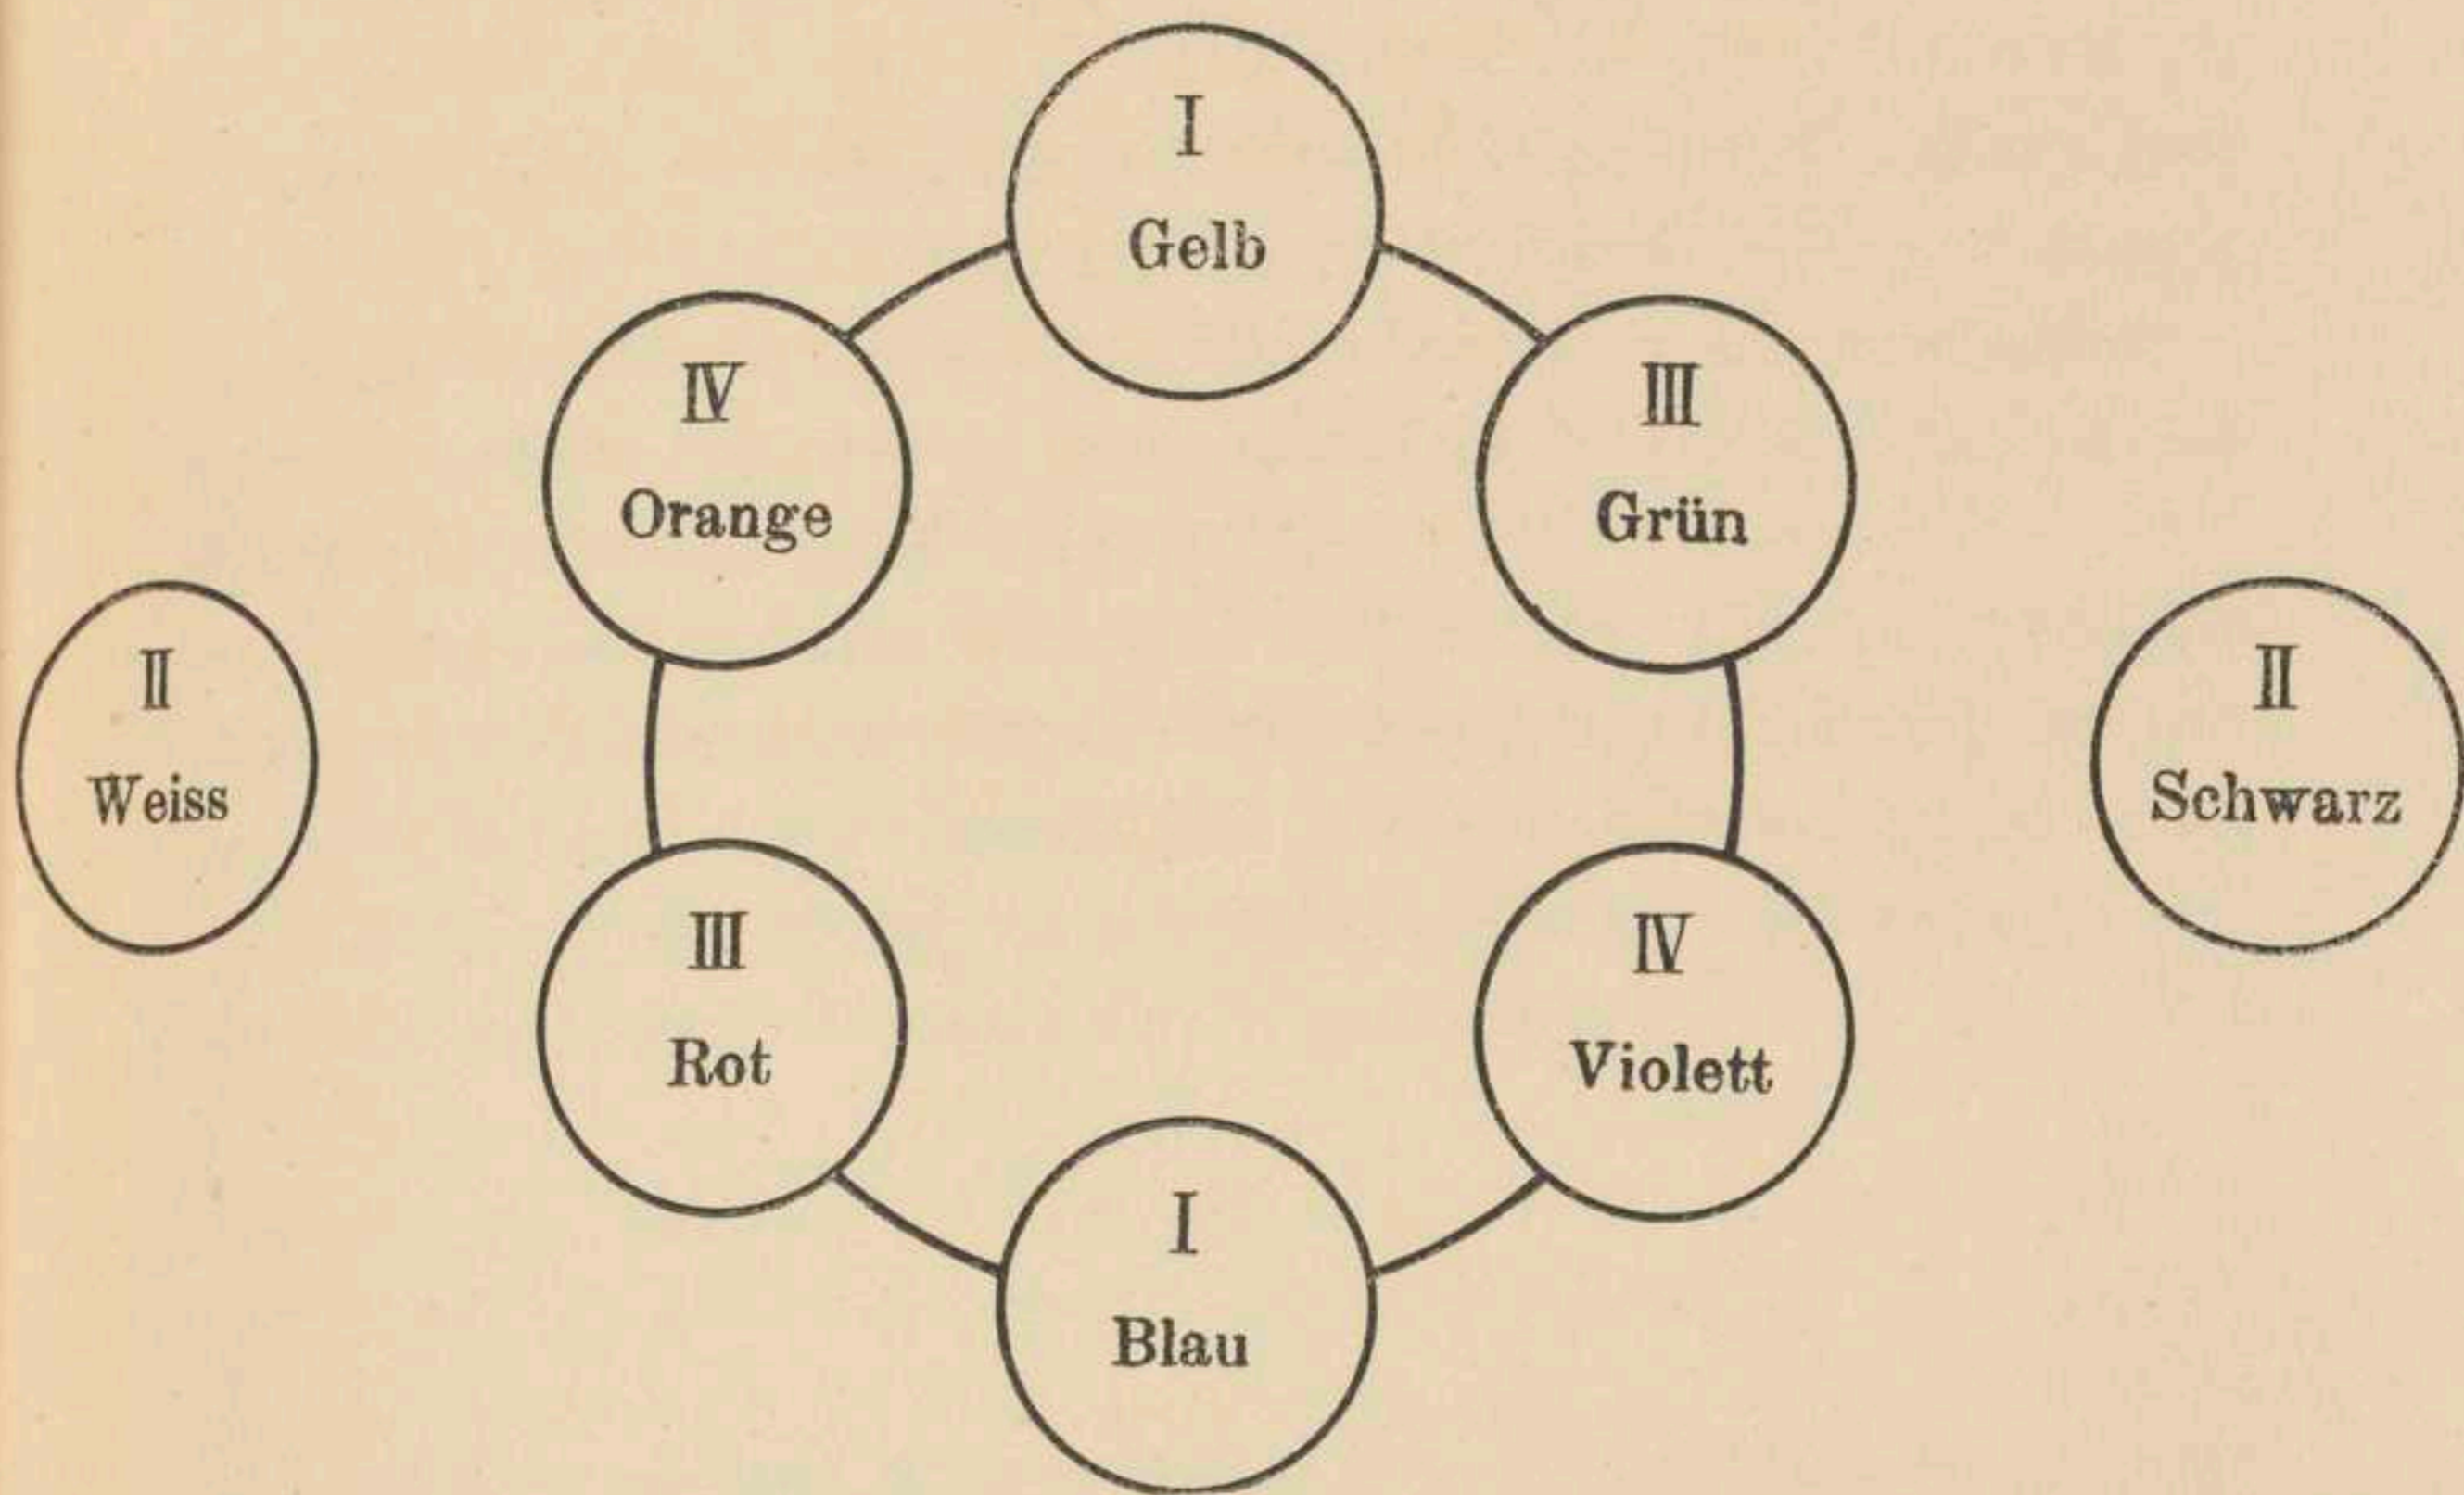 I
Gelb
IV
Orange
III
Grün
II
Weiss
II
Schwarz
III
Rot
IV
Violett
I
Blau